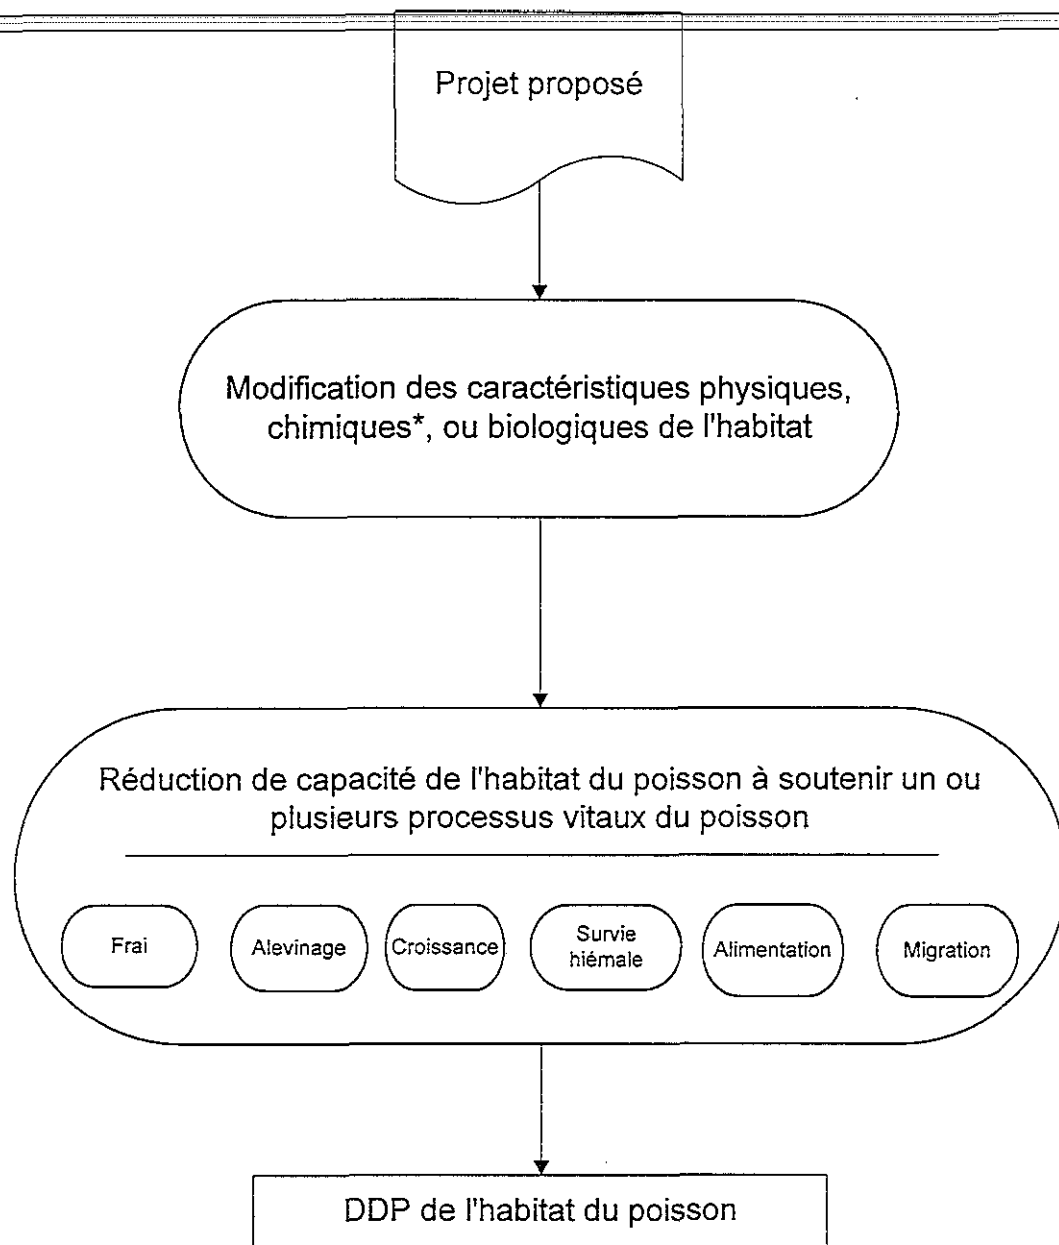 Projet proposé
Modification des caractéristiques physiques,
chimiques*, ou biologiques de l'habitat
Réduction de capacité de l'habitat du poisson à soutenir un ou
plusieurs processus vitaux du poisson
Frai
Alevinage
Croissance
Survie
hiémale
Alimentation
Migration
DDP de l'habitat du poisson